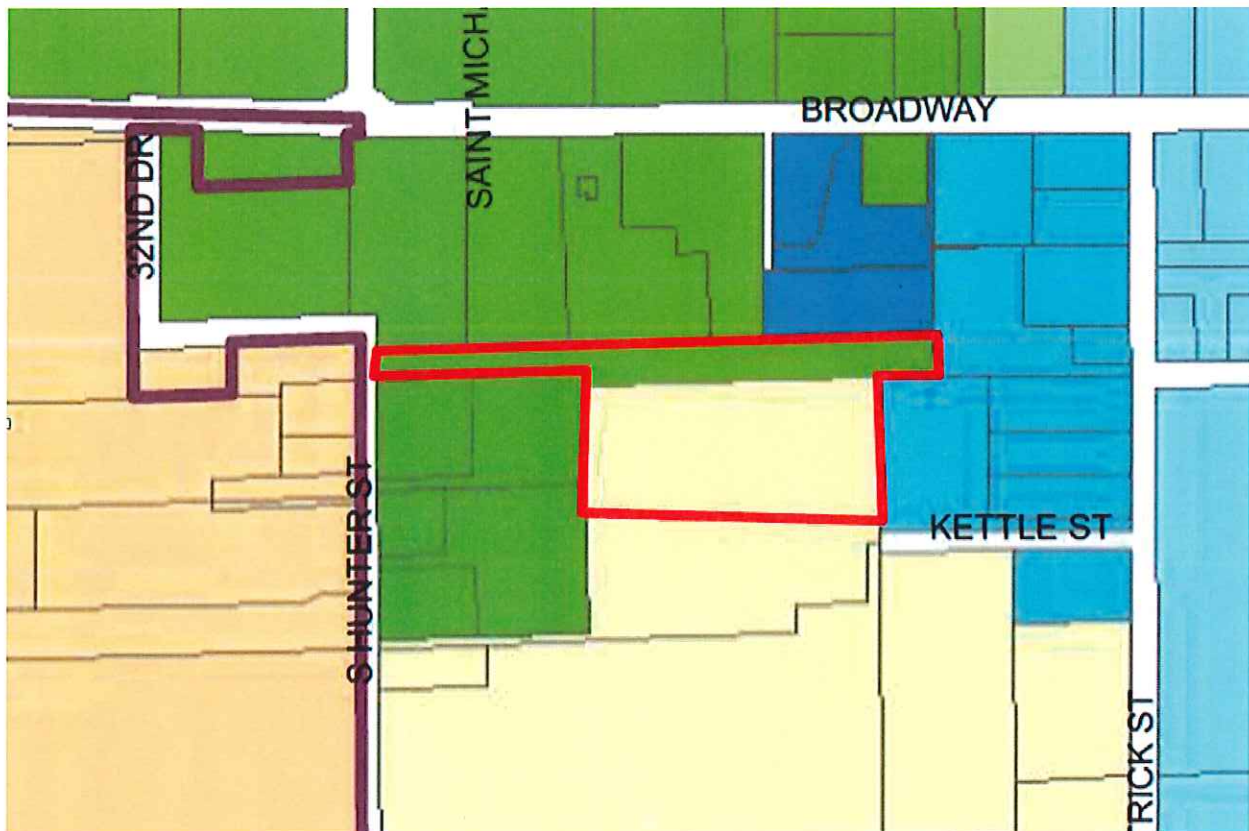 SAINT MICH
BROADWAY
32ND DR
S HUNTER ST
KETTLE ST
RICK ST